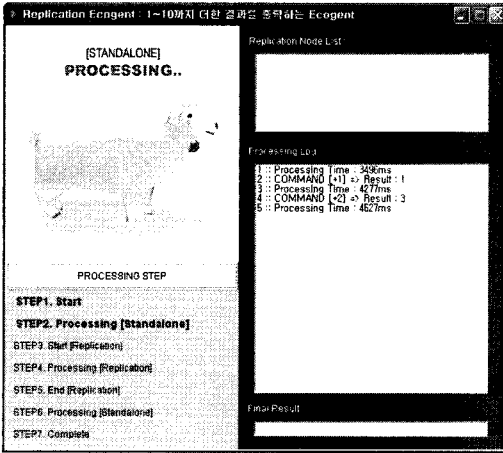 Replication Ecogent : 1~10까지 더한 결과를 출력하는 Ecogent
[STANDALONE]
PROCESSING..
PROCESSING STEP
STEP1. Start
STEP2. Processing [Standalone]
STEP3. Start [Replication]
STEP4. Processing [Replication]
STEP5. End [Replication]
STEP6. Processing [Standalone]
STEP7. Complete
Replication Node List
Processing Log
1 :: Processing Time : 3496ms
2 :: COMMAND [+1] => Result : 1
3 :: Processing Time : 4277ms
4 :: COMMAND [+2] => Result : 3
5 :: Processing Time : 4627ms
Final Result